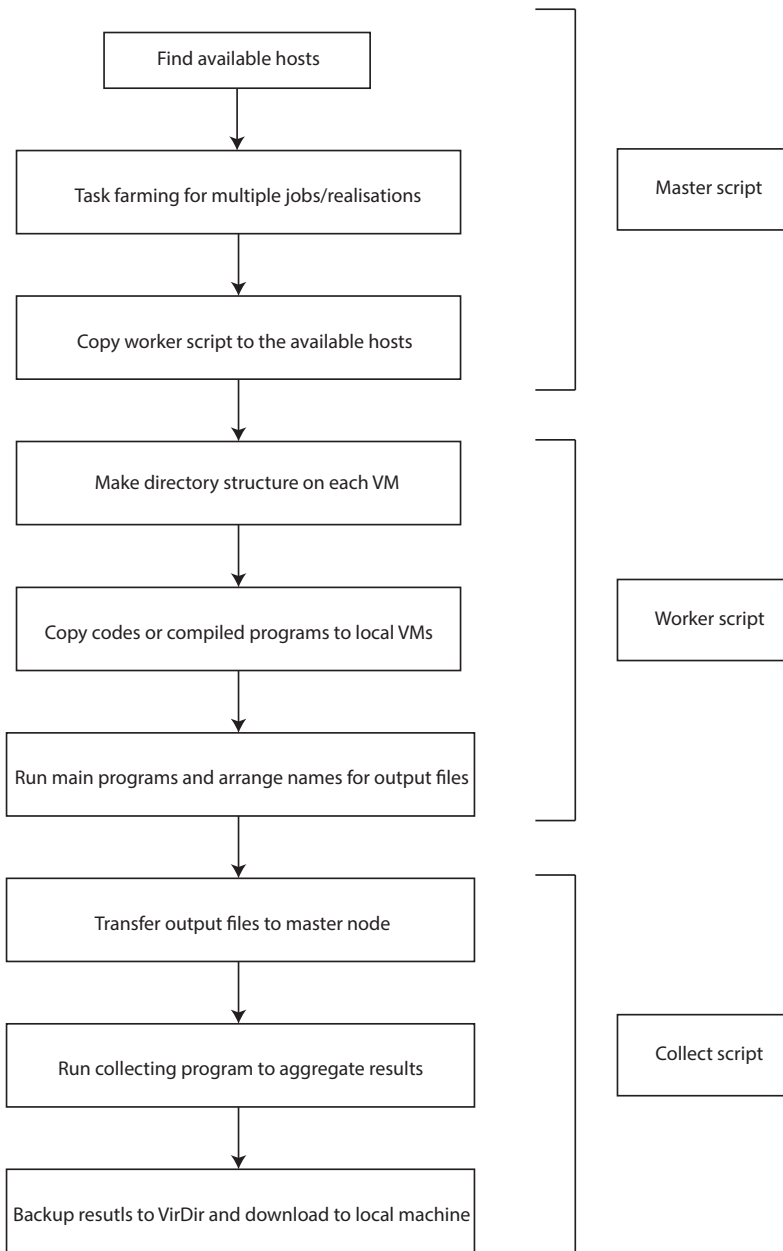 Find available hosts
Task farming for multiple jobs/realisations
Master script
Copy worker script to the available hosts
Make directory structure on each VM
Copy codes or compiled programs to local VMs
Worker script
Run main programs and arrange names for output files
Transfer output files to master node
Run collecting program to aggregate results
Collect script
Backup resutls to VirDir and download to local machine